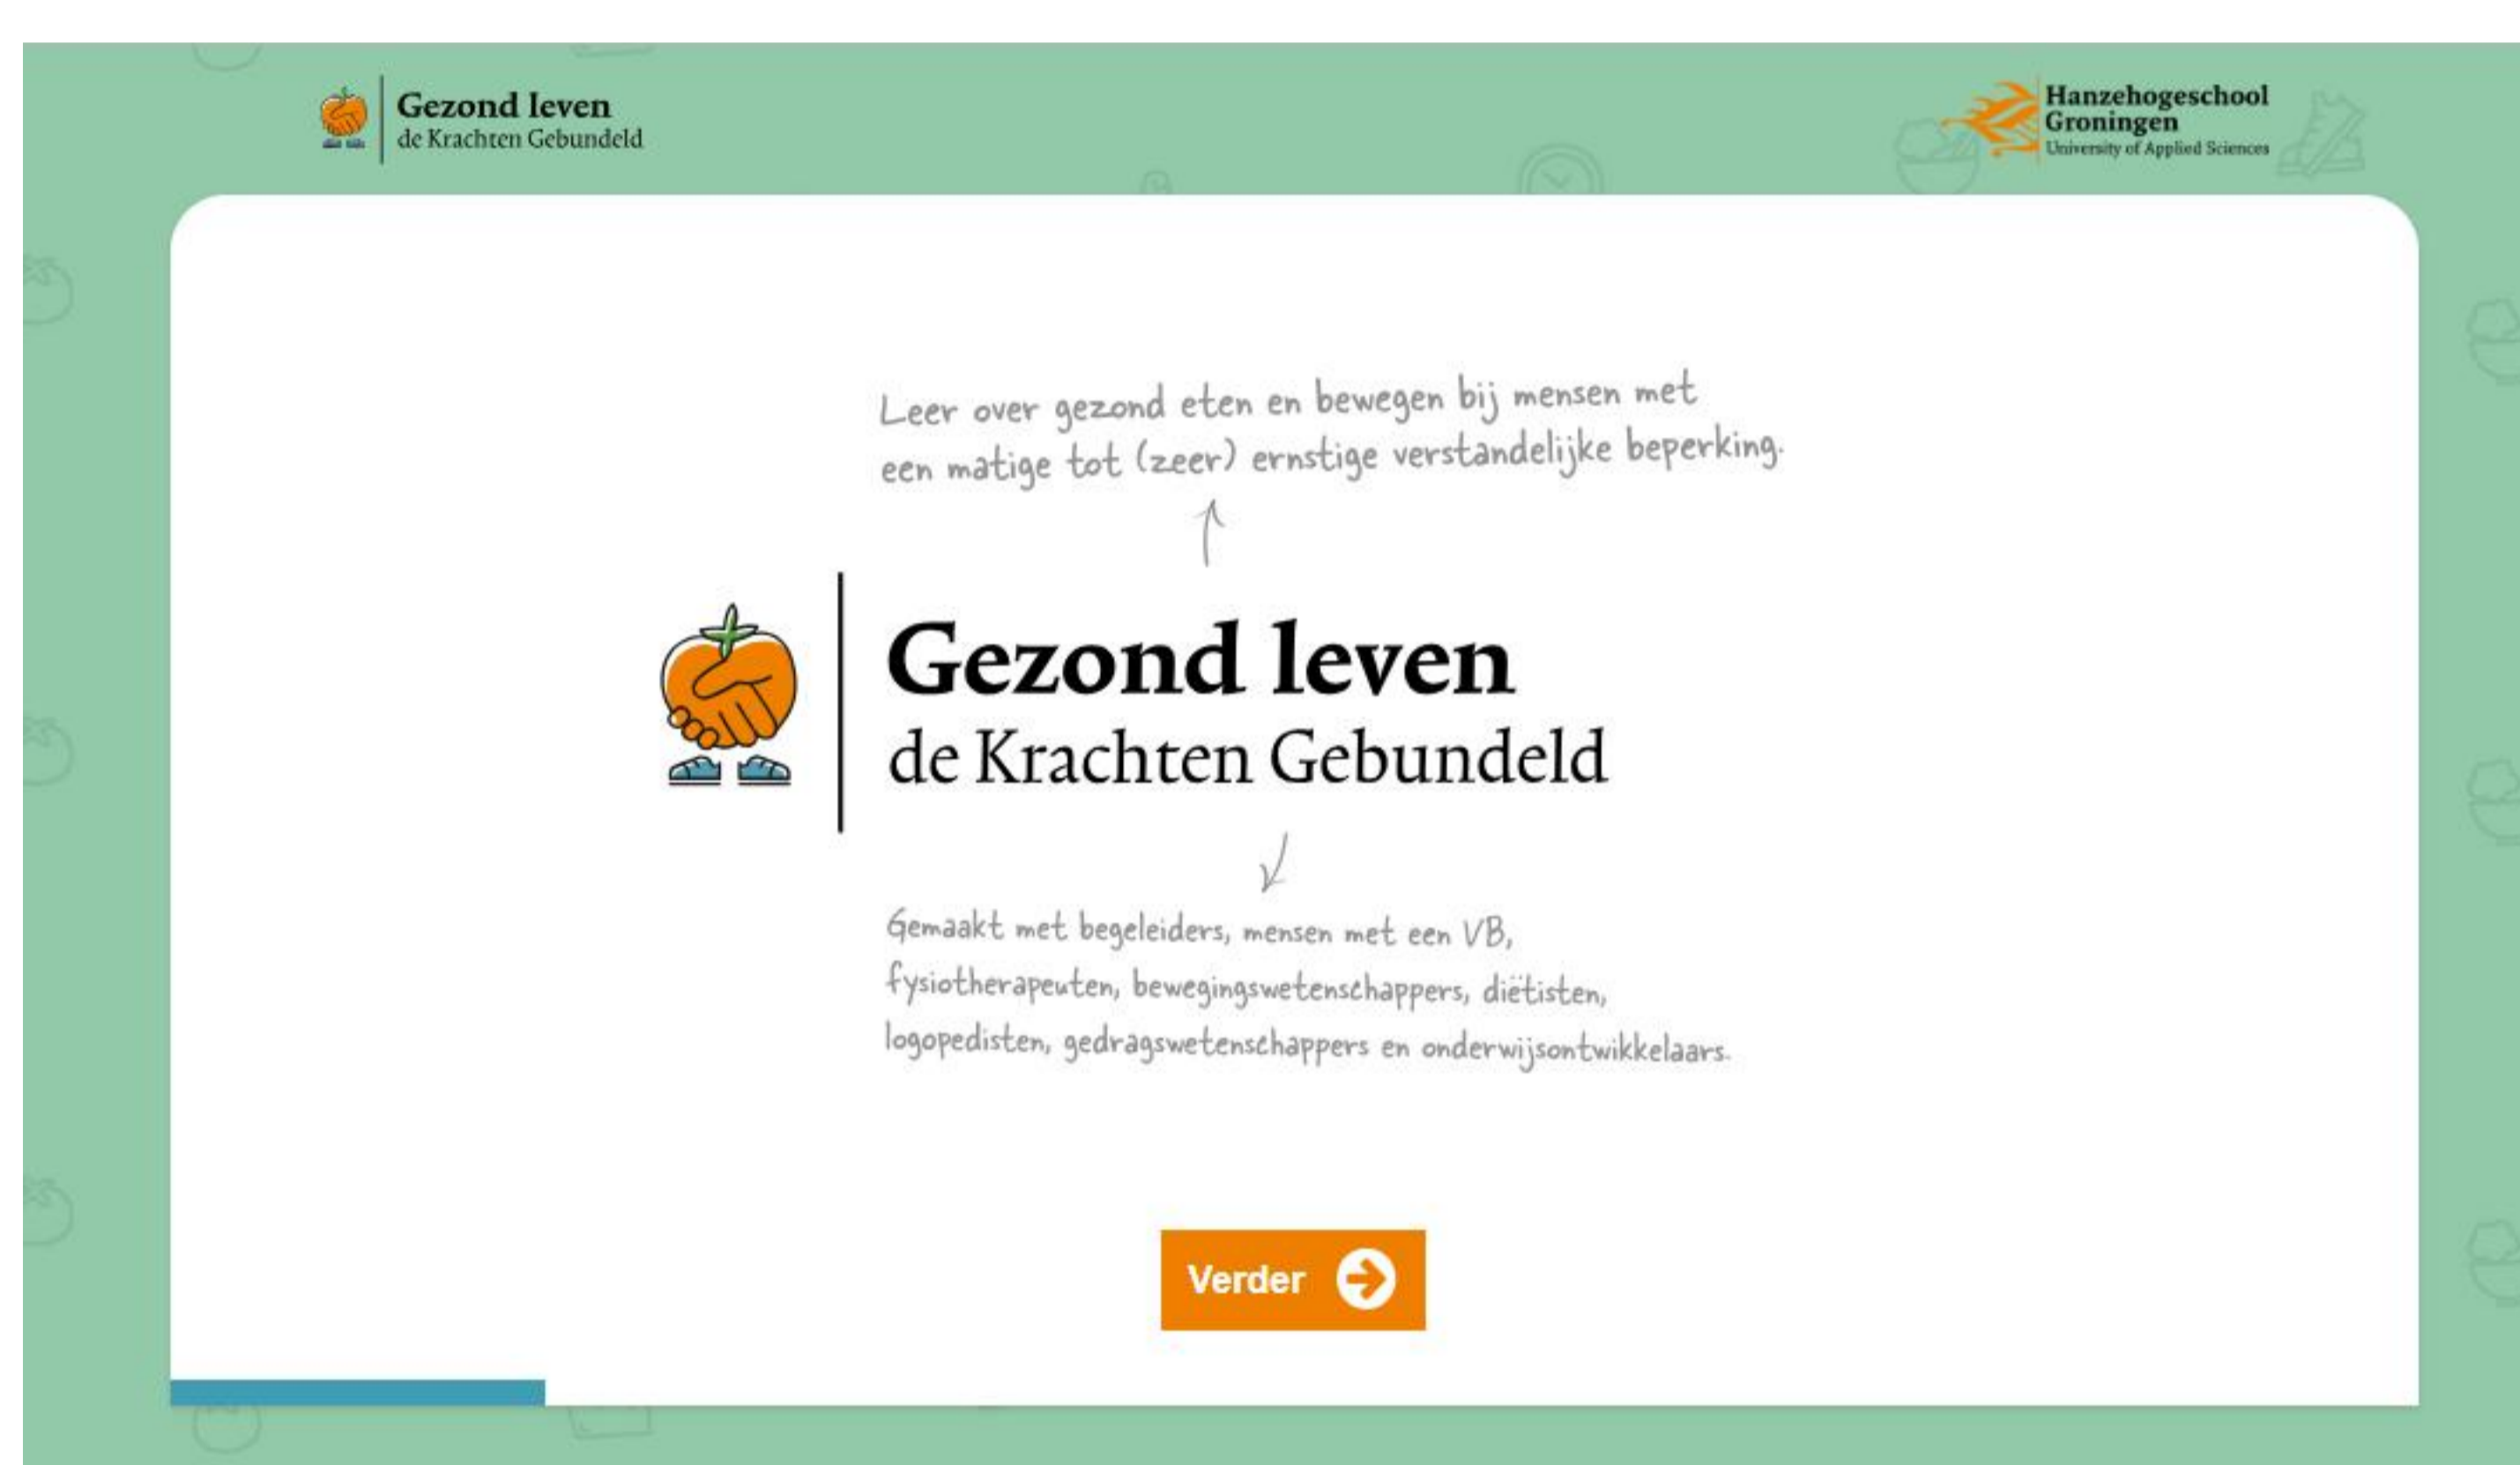 Gezond leven
de Krachten Gebundeld
Hanzehogeschool
Groningen
University of Applied Sciences
Leer over gezond eten en bewegen bij mensen met
een matige tot (zeer) ernstige verstandelijke beperking.
Gezond leven
de Krachten Gebundeld
Gemaakt met begeleiders, mensen met een VB,
fysiotherapeuten, bewegingswetenschappers, diëtisten,
logopedisten, gedragswetenschappers en onderwijsontwikkelaars.
Verder